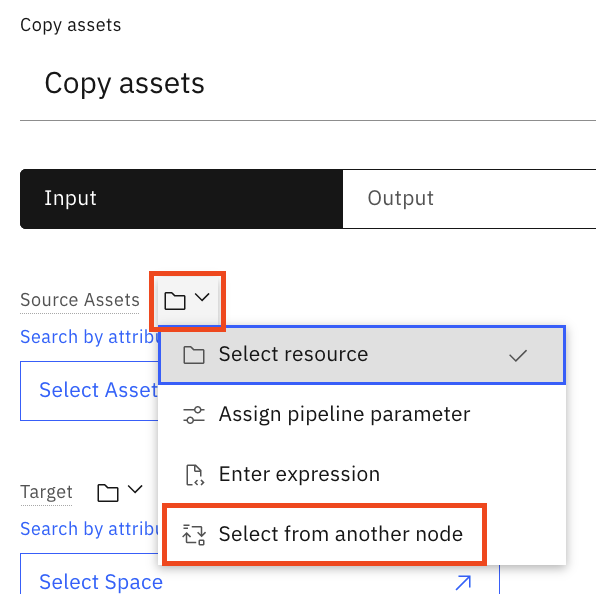 Copy assets
Copy assets
Input Output
Source Assets
Search by attribu
Select resource
Select Asset
Assign pipeline parameter
Enter expression
Target
Search by attribu
Select from another node
Select Space